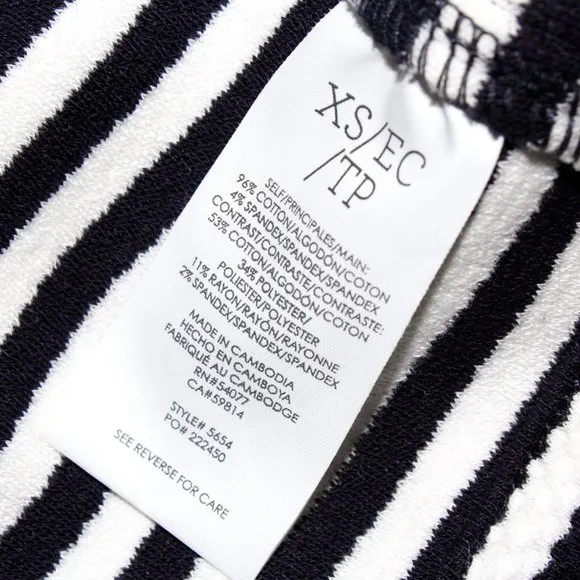 XS/EC
/TP
SELF/PRINCIPALES/MAIN:
96% COTTON/ALGODÓN/COTON
4% SPANDEX/SPANDEX/SPANDEX
CONTRAST/CONTRASTE/CONTRASTE:
53% COTTON/ALGODÓN/COTON
34% POLYESTER/
POLIESTER/POLYESTER
11% RAYON/RAYÓN/RAYONNE
2% SPANDEX/SPANDEX/SPANDEX
MADE IN CAMBODIA
HECHO EN CAMBOYA
FABRIQUÉ AU CAMBODGE
RN#54077
CA#59814
STYLE# 5654
PO# 222450
SEE REVERSE FOR CARE